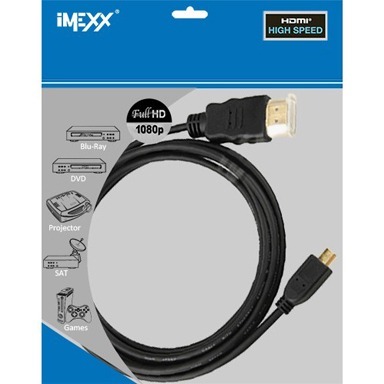 iMEXX®
HDMI®
HIGH SPEED
Full HD
1080p
Blu-Ray
DVD
Projector
SAT
Games